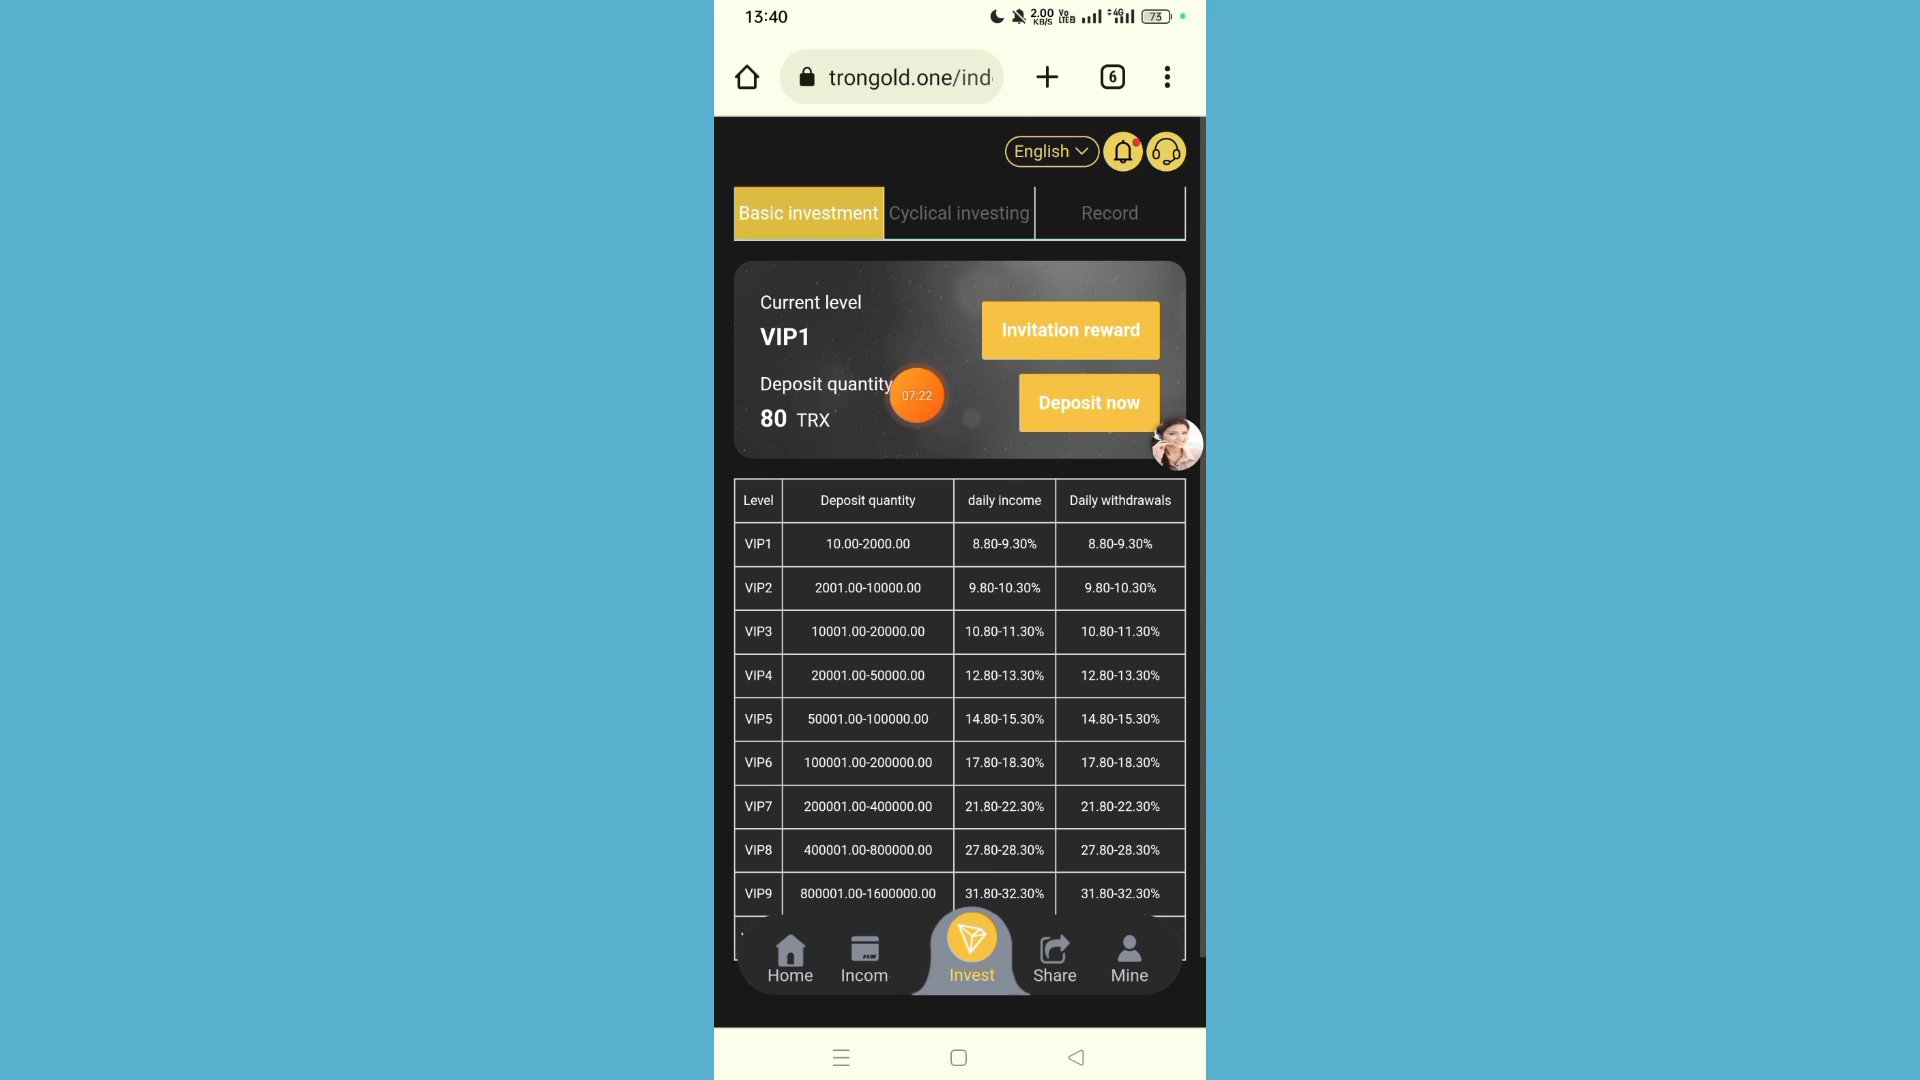 13:40
2.00 KB/S Vo LTE 4G 73
trongold.one/ind
6
English
Basic investment Cyclical investing Record
Current level
VIP1
Invitation reward
Deposit quantity
07:22
Deposit now
80 TRX
Level Deposit quantity daily income Daily withdrawals
VIP1 10.00-2000.00 8.80-9.30% 8.80-9.30%
VIP2 2001.00-10000.00 9.80-10.30% 9.80-10.30%
VIP3 10001.00-20000.00 10.80-11.30% 10.80-11.30%
VIP4 20001.00-50000.00 12.80-13.30% 12.80-13.30%
VIP5 50001.00-100000.00 14.80-15.30% 14.80-15.30%
VIP6 100001.00-200000.00 17.80-18.30% 17.80-18.30%
VIP7 200001.00-400000.00 21.80-22.30% 21.80-22.30%
VIP8 400001.00-800000.00 27.80-28.30% 27.80-28.30%
VIP9 800001.00-1600000.00 31.80-32.30% 31.80-32.30%
Home Incom Invest Share Mine